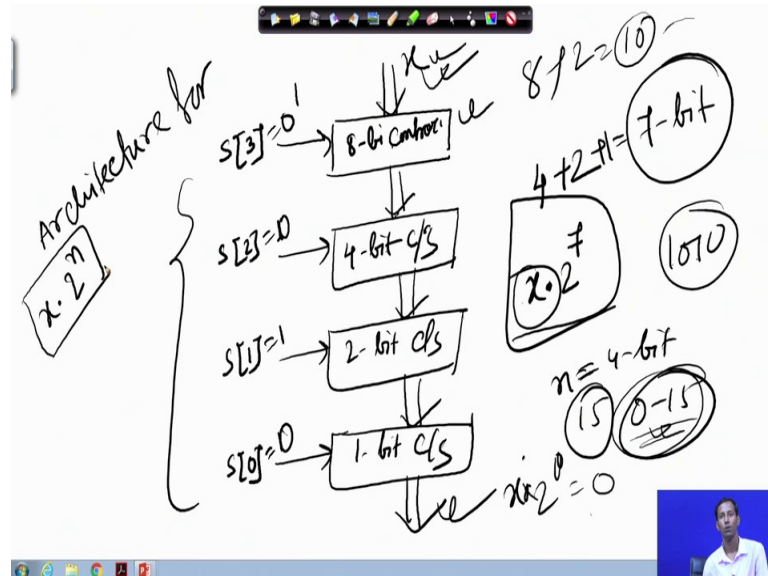 Architecture for
x · 2^n
x
S[3]=0 1
8-bit
S[2]=0
4-bit c/s
S[1]=1
2-bit c/s
S[0]=0
1-bit c/s
8+2=10
4+2+1=7-bit
x · 2^7
1010
n=4-bit
15
0-15
x·2^0=0